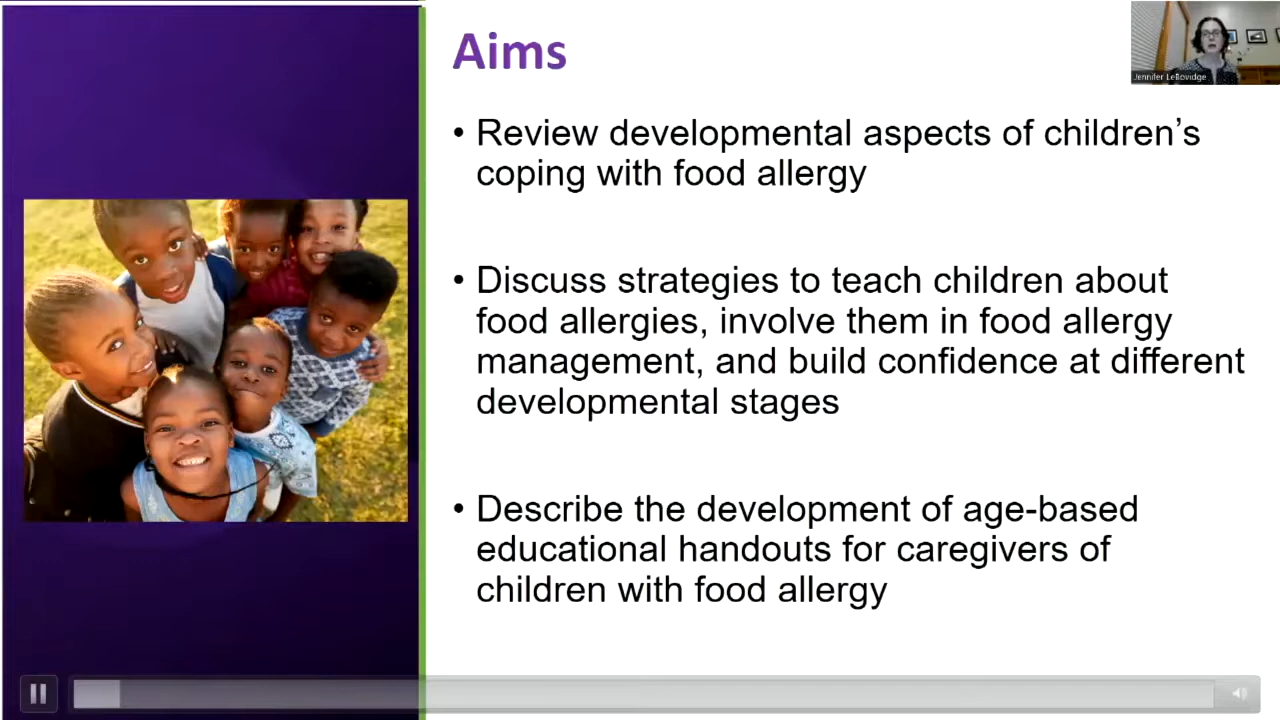 Aims
Jennifer LeBovidge
• Review developmental aspects of children’s
coping with food allergy
• Discuss strategies to teach children about
food allergies, involve them in food allergy
management, and build confidence at different
developmental stages
• Describe the development of age-based
educational handouts for caregivers of
children with food allergy